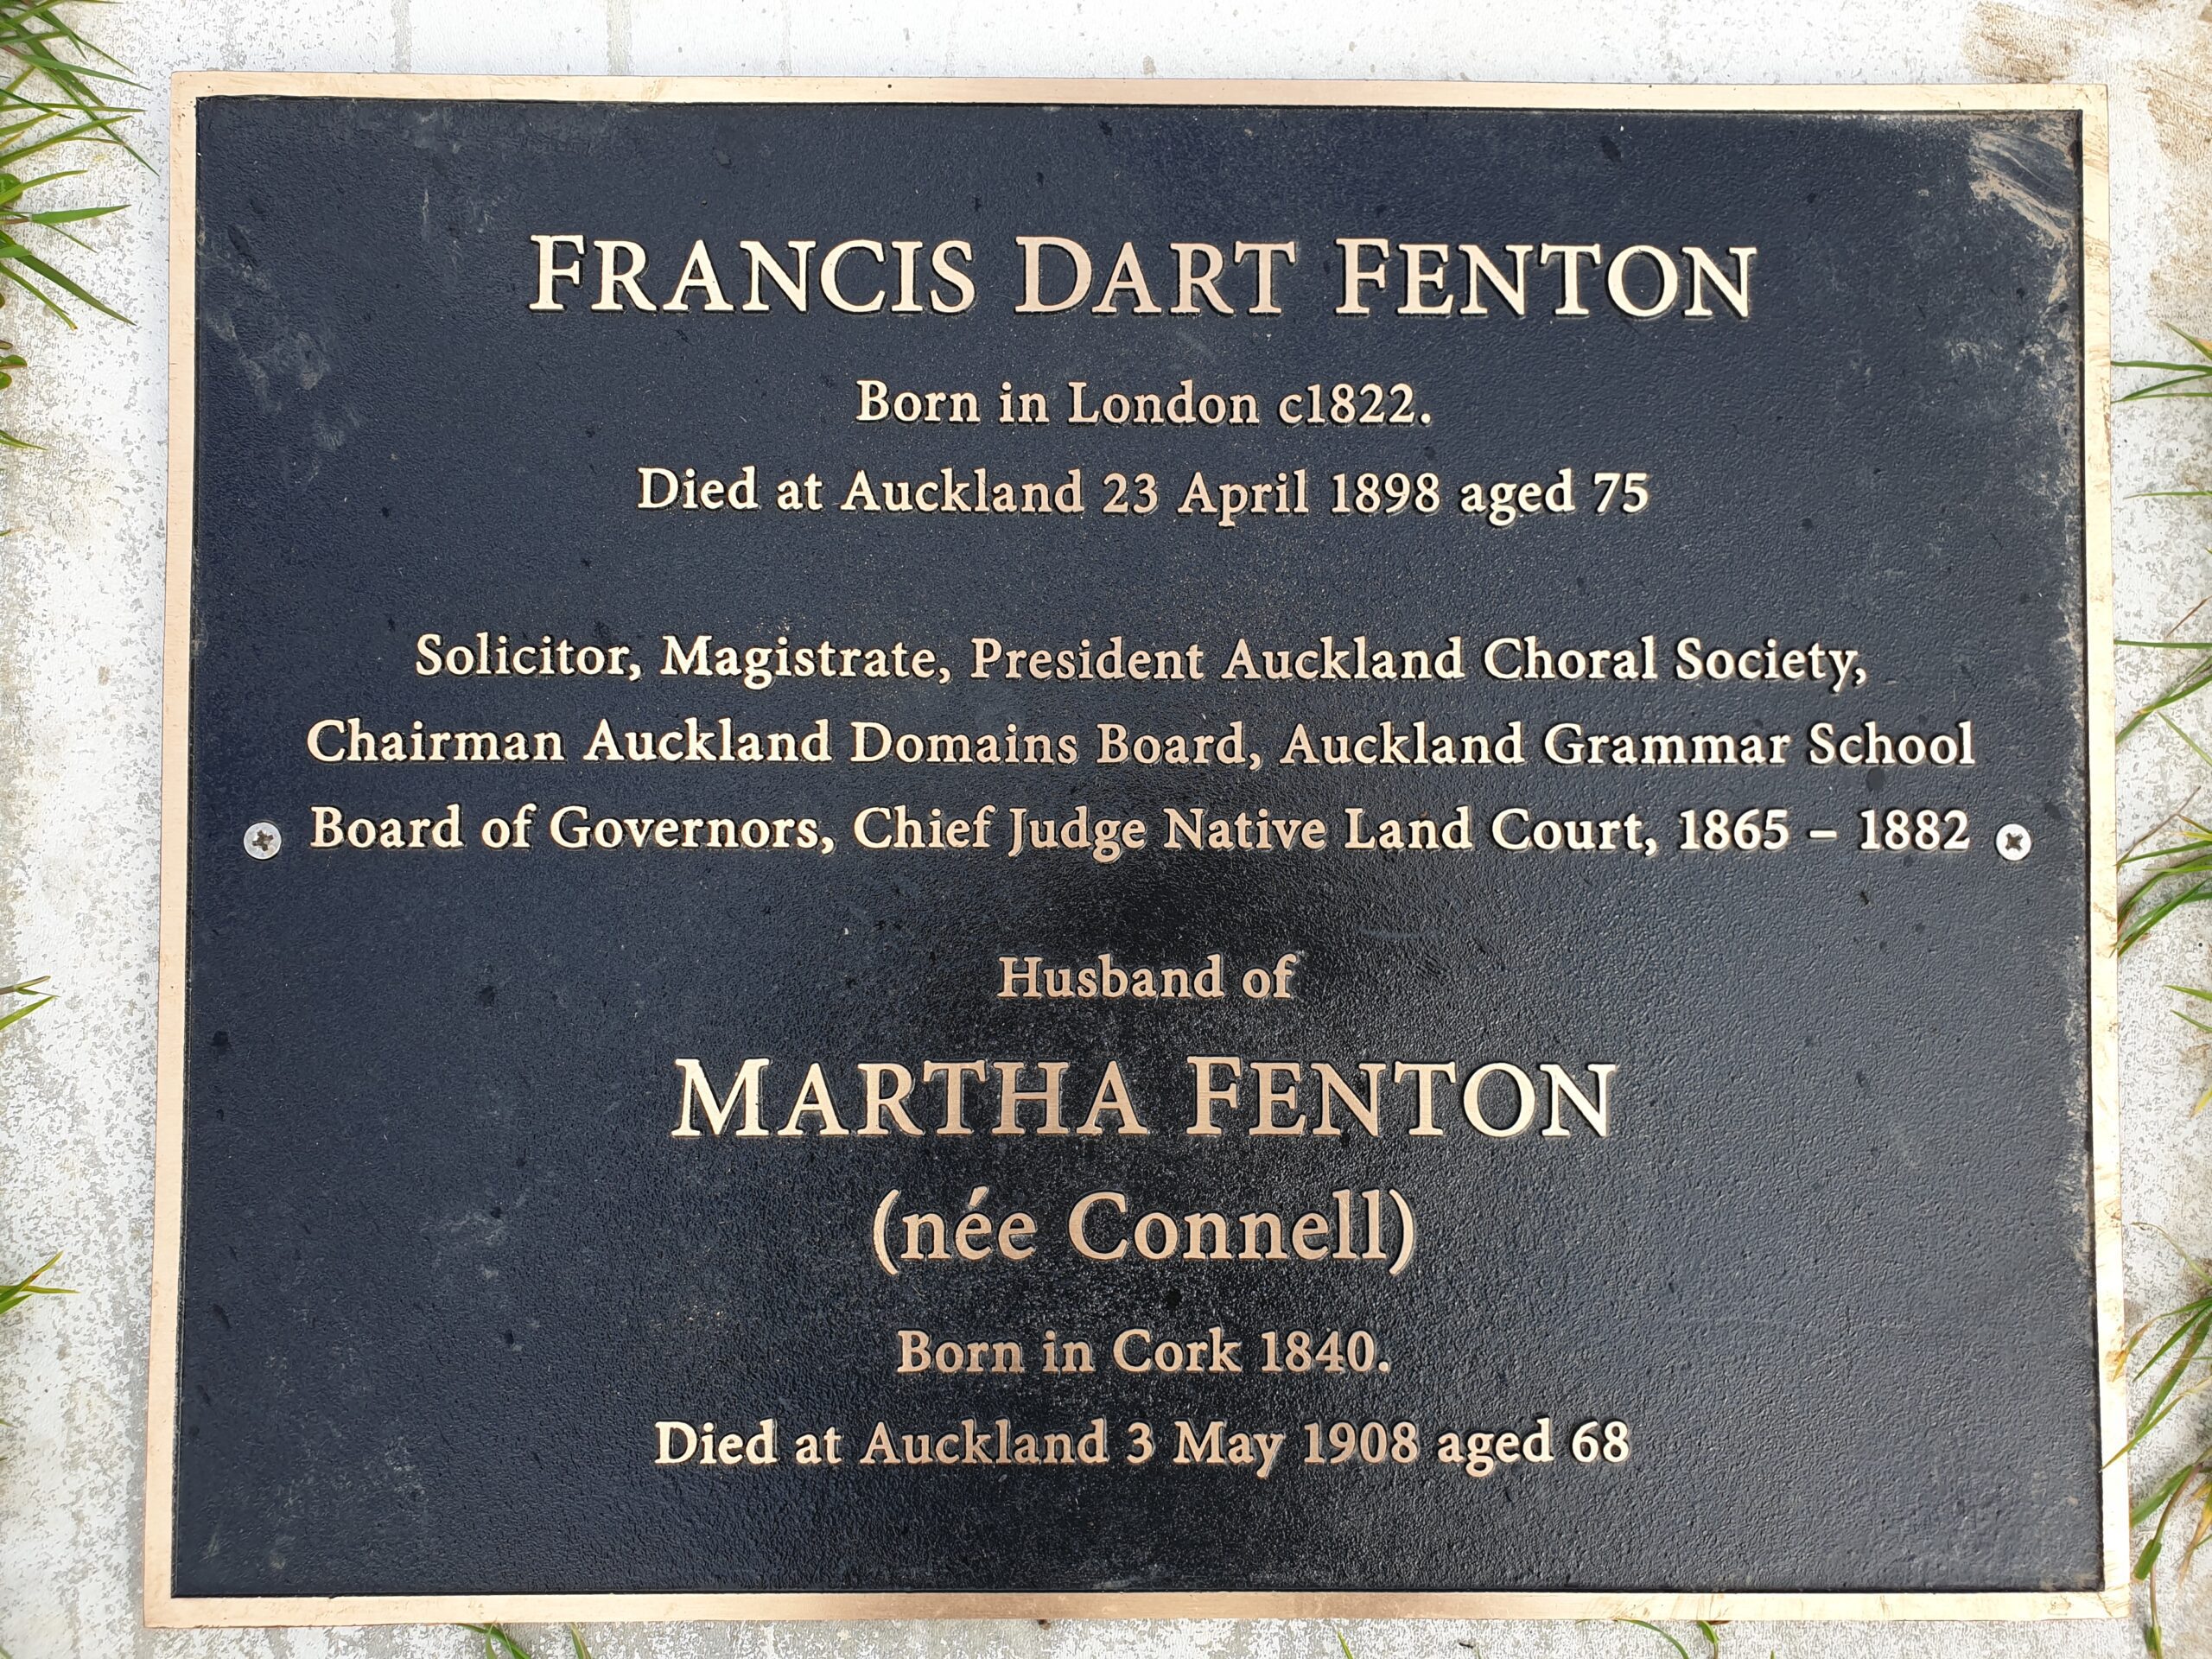 FRANCIS DART FENTON
Born in London c1822.
Died at Auckland 23 April 1898 aged 75
Solicitor, Magistrate, President Auckland Choral Society,
Chairman Auckland Domains Board, Auckland Grammar School
Board of Governors, Chief Judge Native Land Court, 1865 – 1882
Husband of
MARTHA FENTON
(née Connell)
Born in Cork 1840.
Died at Auckland 3 May 1908 aged 68